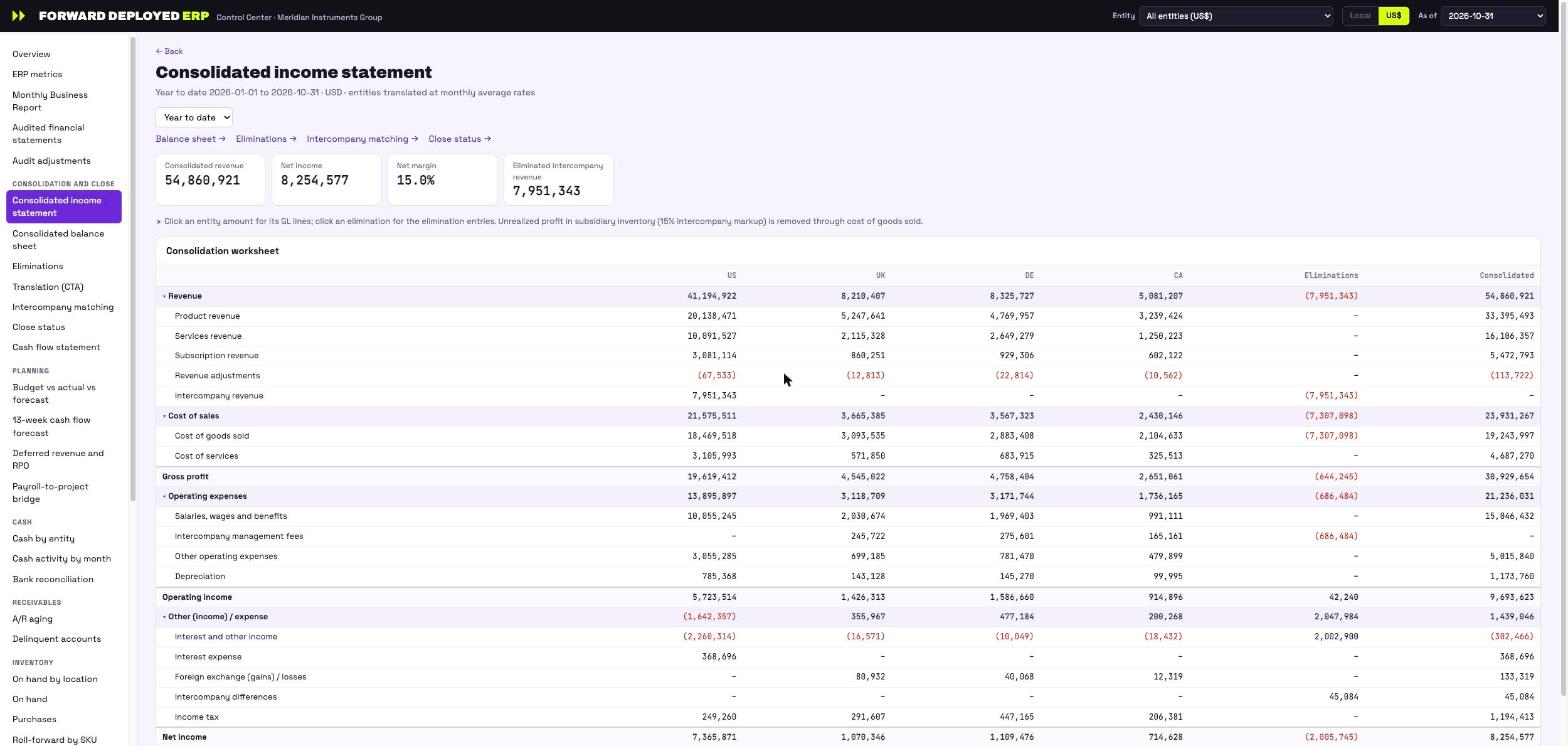 FORWARD DEPLOYED ERP Control Center · Meridian Instruments Group Entity All entities (US$) Local US$ As of 2026-10-31
Overview
ERP metrics
Monthly Business
Report
Audited financial
statements
Audit adjustments
CONSOLIDATION AND CLOSE
Consolidated income
statement
Consolidated balance
sheet
Eliminations
Translation (CTA)
Intercompany matching
Close status
Cash flow statement
PLANNING
Budget vs actual vs
forecast
13-week cash flow
forecast
Deferred revenue and
RPO
Payroll-to-project
bridge
CASH
Cash by entity
Cash activity by month
Bank reconciliation
RECEIVABLES
A/R aging
Delinquent accounts
INVENTORY
On hand by location
On hand
Purchases
Roll-forward by SKU
← Back
Consolidated income statement
Year to date 2026-01-01 to 2026-10-31 · USD · entities translated at monthly average rates
Year to date
Balance sheet → Eliminations → Intercompany matching → Close status →
Consolidated revenue
54,860,921
Net income
8,254,577
Net margin
15.0%
Eliminated intercompany
revenue
7,951,343
› Click an entity amount for its GL lines; click an elimination for the elimination entries. Unrealized profit in subsidiary inventory (15% intercompany markup) is removed through cost of goods sold.
Consolidation worksheet
US UK DE CA Eliminations Consolidated
Revenue 41,194,922 8,210,407 8,325,727 5,081,207 (7,951,343) 54,860,921
Product revenue 20,138,471 5,247,641 4,769,957 3,239,424 – 33,395,493
Services revenue 10,091,527 2,115,328 2,649,279 1,250,223 – 16,106,357
Subscription revenue 3,081,114 860,251 929,306 602,122 – 5,472,793
Revenue adjustments (67,533) (12,813) (22,814) (10,562) – (113,722)
Intercompany revenue 7,951,343 – – – (7,951,343) –
Cost of sales 21,575,511 3,665,385 3,567,323 2,430,146 (7,307,098) 23,931,267
Cost of goods sold 18,469,518 3,093,535 2,883,408 2,104,633 (7,307,098) 19,243,997
Cost of services 3,105,993 571,850 683,915 325,513 – 4,687,270
Gross profit 19,619,412 4,545,022 4,758,404 2,651,061 (644,245) 30,929,654
Operating expenses 13,895,897 3,118,709 3,171,744 1,736,165 (686,484) 21,236,031
Salaries, wages and benefits 10,055,245 2,030,674 1,969,403 991,111 – 15,046,432
Intercompany management fees – 245,722 275,601 165,161 (686,484) –
Other operating expenses 3,055,285 699,185 781,470 479,899 – 5,015,840
Depreciation 785,368 143,128 145,270 99,995 – 1,173,760
Operating income 5,723,514 1,426,313 1,586,660 914,896 42,240 9,693,623
Other (income) / expense (1,642,357) 355,967 477,184 200,268 2,047,984 1,439,046
Interest and other income (2,260,314) (16,571) (10,049) (18,432) 2,002,900 (302,466)
Interest expense 368,696 – – – – 368,696
Foreign exchange (gains) / losses – 80,932 40,068 12,319 – 133,319
Intercompany differences – – – – 45,084 45,084
Income tax 249,260 291,607 447,165 206,381 – 1,194,413
Net income 7,365,871 1,070,346 1,109,476 714,628 (2,005,745) 8,254,577